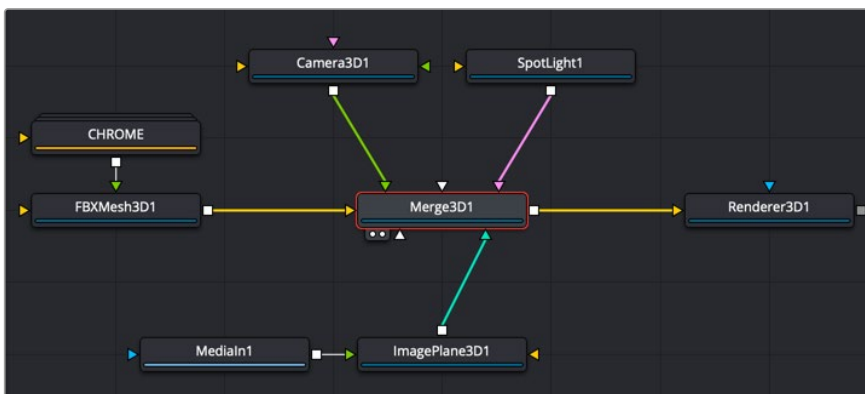 Camera3D1
SpotLight1
CHROME
FBXMesh3D1
Merge3D1
Renderer3D1
MediaIn1
ImagePlane3D1